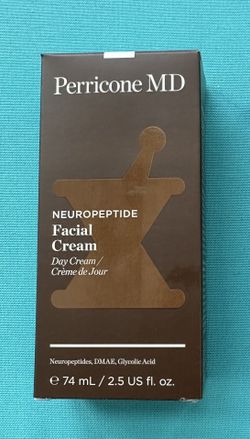 Perricone MD
NEUROPEPTIDE
Facial
Cream
Day Cream /
Crème de Jour
Neuropeptides, DMAE, Glycolic Acid
℮ 74 mL / 2.5 US fl. oz.